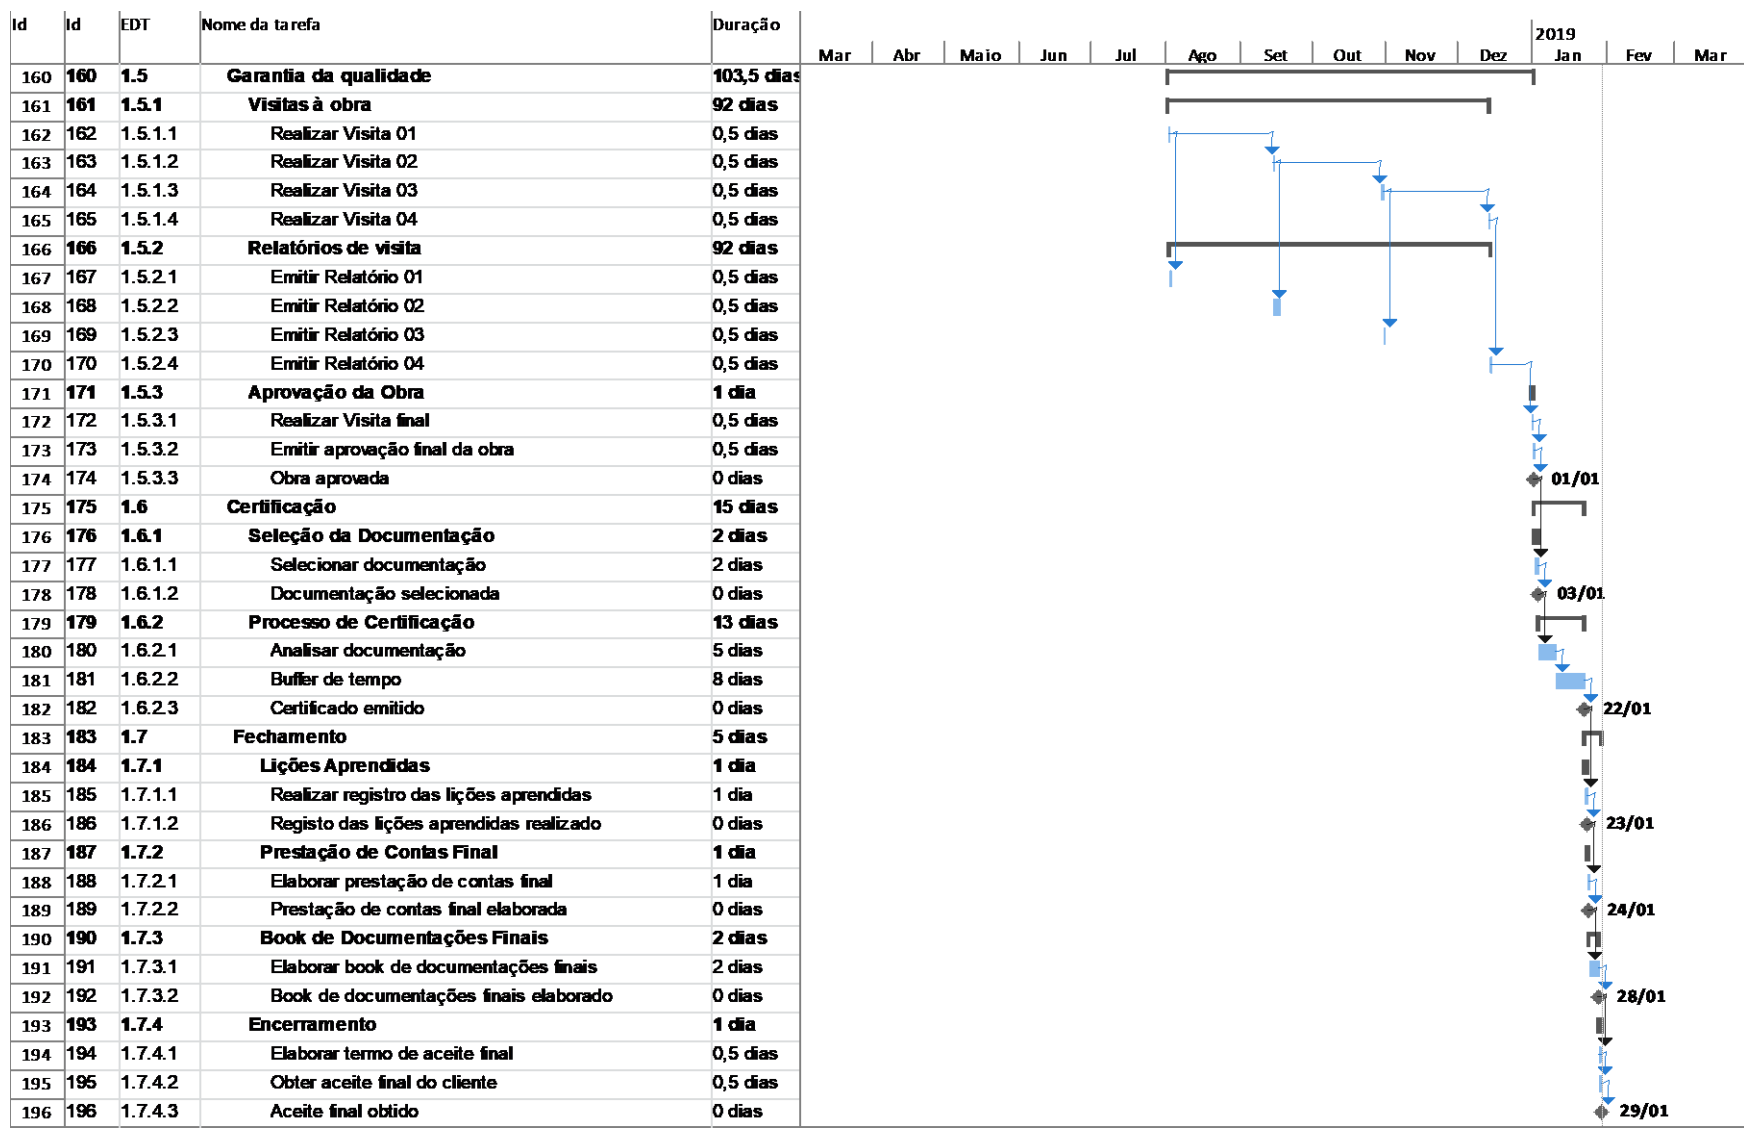 Id Id EDT Nome da tarefa Duração
2019
Mar Abr Maio Jun Jul Ago Set Out Nov Dez Jan Fev Mar
160 160 1.5 Garantia da qualidade 103,5 dias
161 161 1.5.1 Visitas à obra 92 dias
162 162 1.5.1.1 Realizar Visita 01 0,5 dias
163 163 1.5.1.2 Realizar Visita 02 0,5 dias
164 164 1.5.1.3 Realizar Visita 03 0,5 dias
165 165 1.5.1.4 Realizar Visita 04 0,5 dias
166 166 1.5.2 Relatórios de visita 92 dias
167 167 1.5.2.1 Emitir Relatório 01 0,5 dias
168 168 1.5.2.2 Emitir Relatório 02 0,5 dias
169 169 1.5.2.3 Emitir Relatório 03 0,5 dias
170 170 1.5.2.4 Emitir Relatório 04 0,5 dias
171 171 1.5.3 Aprovação da Obra 1 dia
172 172 1.5.3.1 Realizar Visita final 0,5 dias
173 173 1.5.3.2 Emitir aprovação final da obra 0,5 dias
174 174 1.5.3.3 Obra aprovada 0 dias 01/01
175 175 1.6 Certificação 15 dias
176 176 1.6.1 Seleção da Documentação 2 dias
177 177 1.6.1.1 Selecionar documentação 2 dias
178 178 1.6.1.2 Documentação selecionada 0 dias 03/01
179 179 1.6.2 Processo de Certificação 13 dias
180 180 1.6.2.1 Analisar documentação 5 dias
181 181 1.6.2.2 Buffer de tempo 8 dias
182 182 1.6.2.3 Certificado emitido 0 dias 22/01
183 183 1.7 Fechamento 5 dias
184 184 1.7.1 Lições Aprendidas 1 dia
185 185 1.7.1.1 Realizar registro das lições aprendidas 1 dia
186 186 1.7.1.2 Registo das lições aprendidas realizado 0 dias 23/01
187 187 1.7.2 Prestação de Contas Final 1 dia
188 188 1.7.2.1 Elaborar prestação de contas final 1 dia
189 189 1.7.2.2 Prestação de contas final elaborada 0 dias 24/01
190 190 1.7.3 Book de Documentações Finais 2 dias
191 191 1.7.3.1 Elaborar book de documentações finais 2 dias
192 192 1.7.3.2 Book de documentações finais elaborado 0 dias 28/01
193 193 1.7.4 Encerramento 1 dia
194 194 1.7.4.1 Elaborar termo de aceite final 0,5 dias
195 195 1.7.4.2 Obter aceite final do cliente 0,5 dias
196 196 1.7.4.3 Aceite final obtido 0 dias 29/01